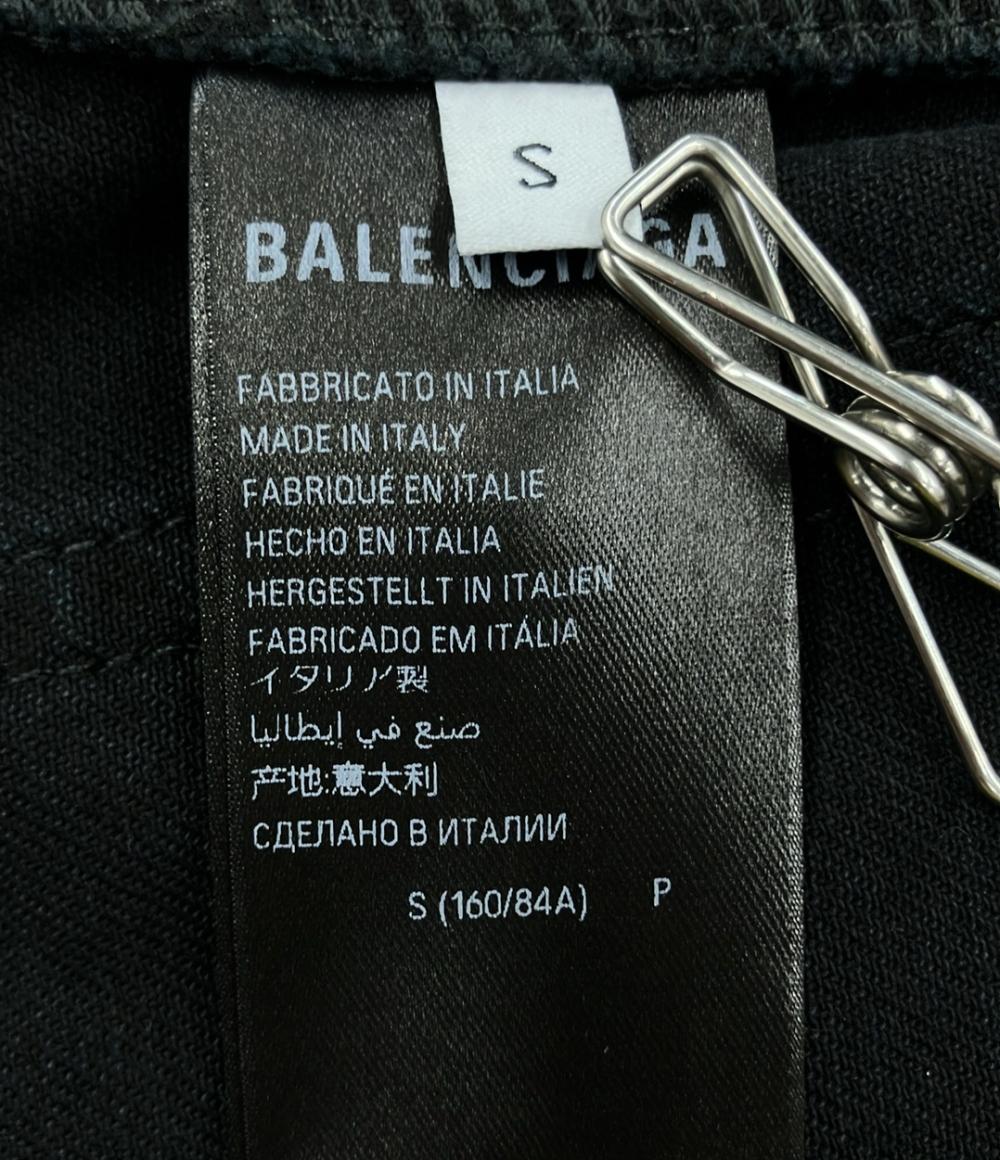 S
BALENCIAGA
FABBRICATO IN ITALIA
MADE IN ITALY
FABRIQUÉ EN ITALIE
HECHO EN ITALIA
HERGESTELLT IN ITALIEN
FABRICADO EM ITÁLIA
イタリア製
صنع في إيطاليا
产地:意大利
СДЕЛАНО В ИТАЛИИ
S (160/84A) P